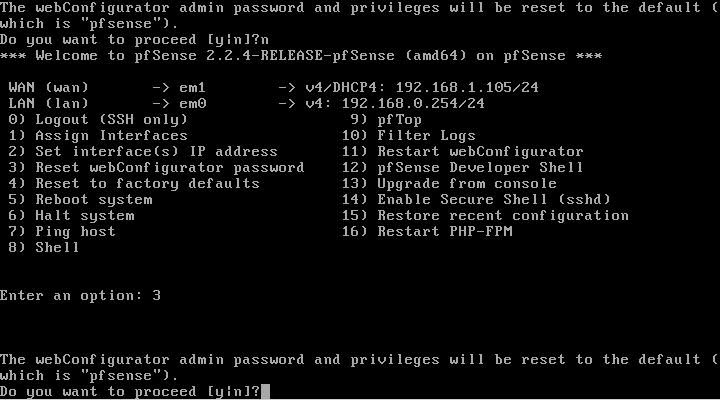 The webConfigurator admin password and privileges will be reset to the default (
which is "pfsense").
Do you want to proceed [y|n]?n
*** Welcome to pfSense 2.2.4-RELEASE-pfSense (amd64) on pfSense ***
WAN (wan) -> em1 -> v4/DHCP4: 192.168.1.105/24
LAN (lan) -> em0 -> v4: 192.168.0.254/24
0) Logout (SSH only) 9) pfTop
1) Assign Interfaces 10) Filter Logs
2) Set interface(s) IP address 11) Restart webConfigurator
3) Reset webConfigurator password 12) pfSense Developer Shell
4) Reset to factory defaults 13) Upgrade from console
5) Reboot system 14) Enable Secure Shell (sshd)
6) Halt system 15) Restore recent configuration
7) Ping host 16) Restart PHP-FPM
8) Shell
Enter an option: 3
The webConfigurator admin password and privileges will be reset to the default (
which is "pfsense").
Do you want to proceed [y|n]?